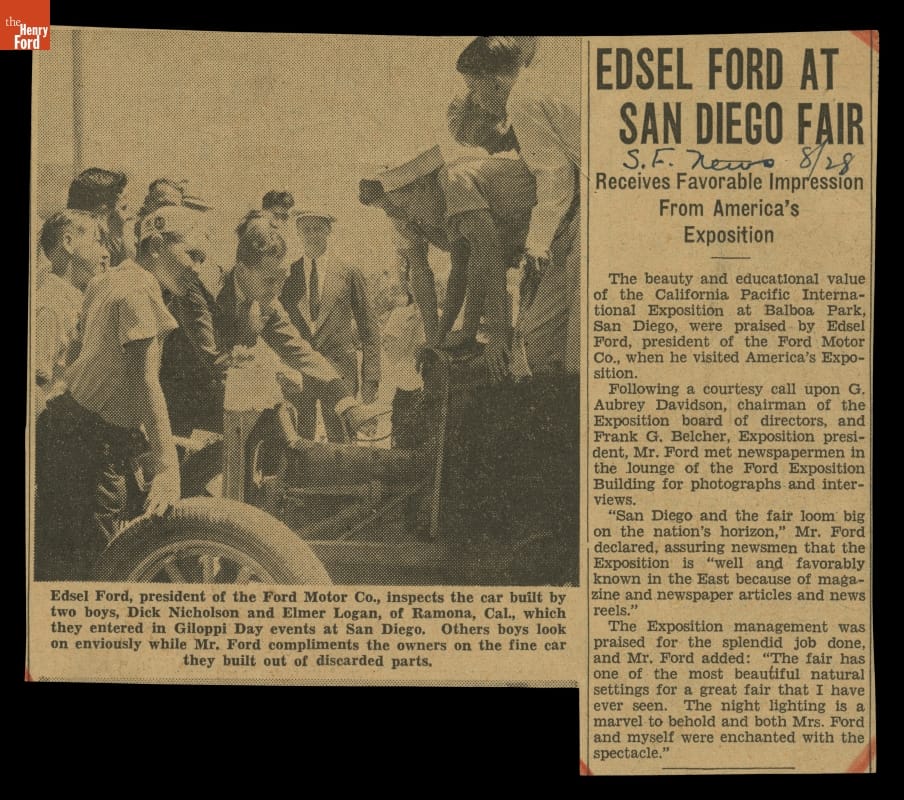 the
Henry
Ford
EDSEL FORD AT
SAN DIEGO FAIR
S.F. News 8/28
Receives Favorable Impression
From America's
Exposition
The beauty and educational value
of the California Pacific Interna-
tional Exposition at Balboa Park,
San Diego, were praised by Edsel
Ford, president of the Ford Motor
Co., when he visited America's Expo-
sition.
Following a courtesy call upon G.
Aubrey Davidson, chairman of the
Exposition board of directors, and
Frank G. Belcher, Exposition presi-
dent, Mr. Ford met newspapermen in
the lounge of the Ford Exposition
Building for photographs and inter-
views.
"San Diego and the fair loom big
on the nation's horizon," Mr. Ford
declared, assuring newsmen that the
Exposition is "well and favorably
known in the East because of maga-
zine and newspaper articles and news
reels."
The Exposition management was
praised for the splendid job done,
and Mr. Ford added: "The fair has
one of the most beautiful natural
settings for a great fair that I have
ever seen. The night lighting is a
marvel to behold and both Mrs. Ford
and myself were enchanted with the
spectacle."
Edsel Ford, president of the Ford Motor Co., inspects the car built by
two boys, Dick Nicholson and Elmer Logan, of Ramona, Cal., which
they entered in Giloppi Day events at San Diego. Others boys look
on enviously while Mr. Ford compliments the owners on the fine car
they built out of discarded parts.